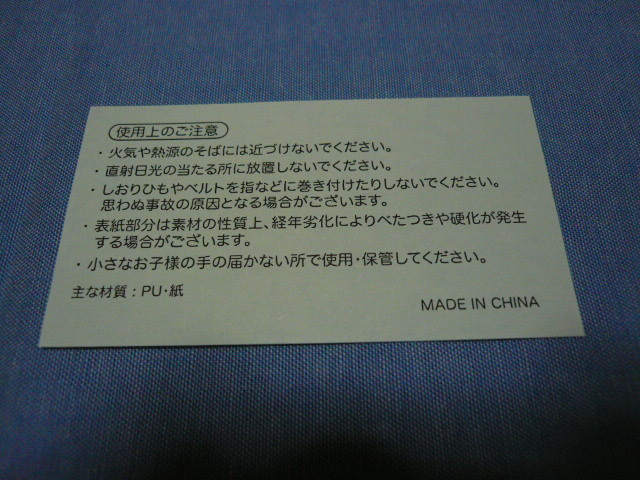 使用上のご注意
・火気や熱源のそばには近づけないでください。
・直射日光の当たる所に放置しないでください。
・しおりひもやベルトを指などに巻き付けたりしないでください。
思わぬ事故の原因となる場合がございます。
・表紙部分は素材の性質上、経年劣化によりべたつきや硬化が発生
する場合がございます。
・小さなお子様の手の届かない所で使用・保管してください。
主な材質：PU・紙
MADE IN CHINA